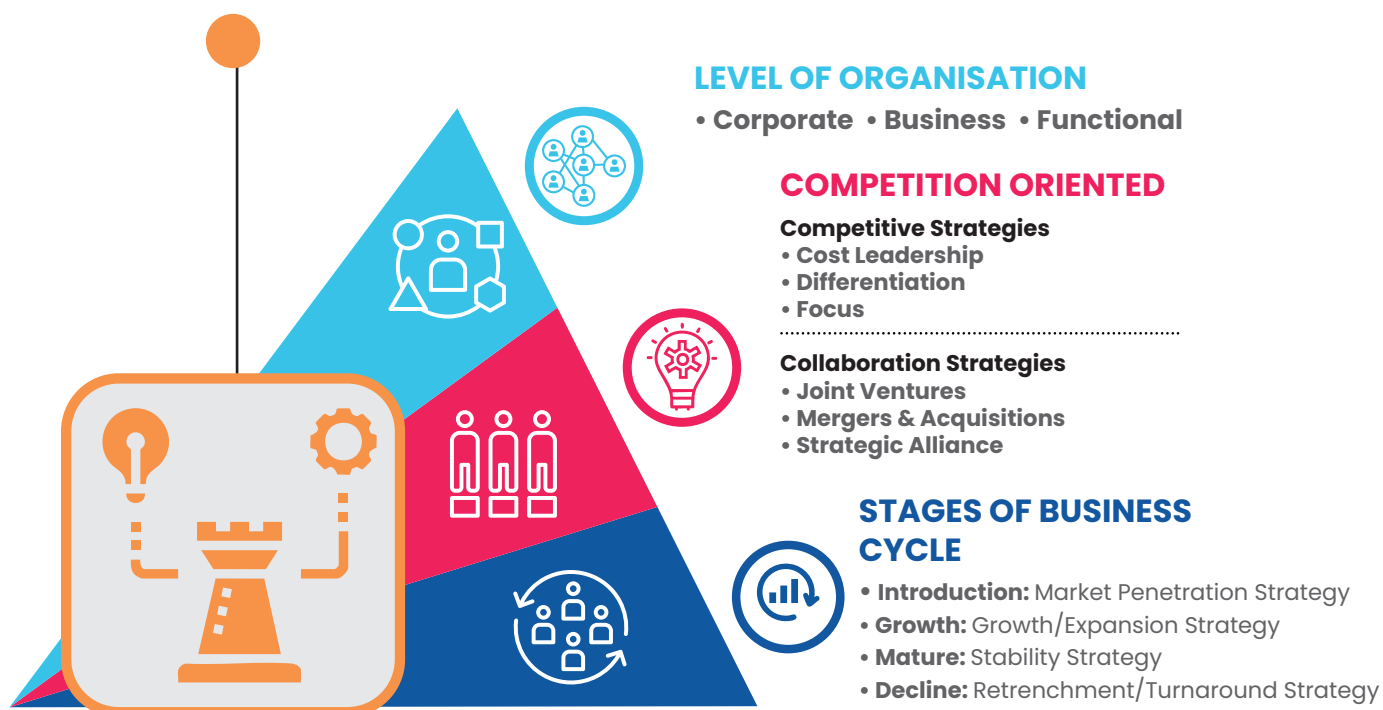 LEVEL OF ORGANISATION
• Corporate • Business • Functional
COMPETITION ORIENTED
Competitive Strategies
• Cost Leadership
• Differentiation
• Focus
Collaboration Strategies
• Joint Ventures
• Mergers & Acquisitions
• Strategic Alliance
STAGES OF BUSINESS
CYCLE
• Introduction: Market Penetration Strategy
• Growth: Growth/Expansion Strategy
• Mature: Stability Strategy
• Decline: Retrenchment/Turnaround Strategy